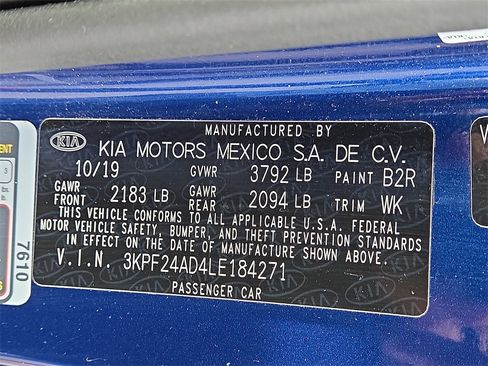 MANUFACTURED BY
KIA KIA MOTORS MEXICO S.A. DE C.V.
10/19 GVWR 3792 LB PAINT B2R
GAWR FRONT 2183 LB GAWR REAR 2094 LB TRIM WK
THIS VEHICLE CONFORMS TO ALL APPLICABLE U.S.A. FEDERAL
MOTOR VEHICLE SAFETY, BUMPER, AND THEFT PREVENTION STANDARDS
IN EFFECT ON THE DATE OF MANUFACTURE SHOWN ABOVE.
V.I.N. 3KPF24AD4LE184271
PASSENGER CAR
7610